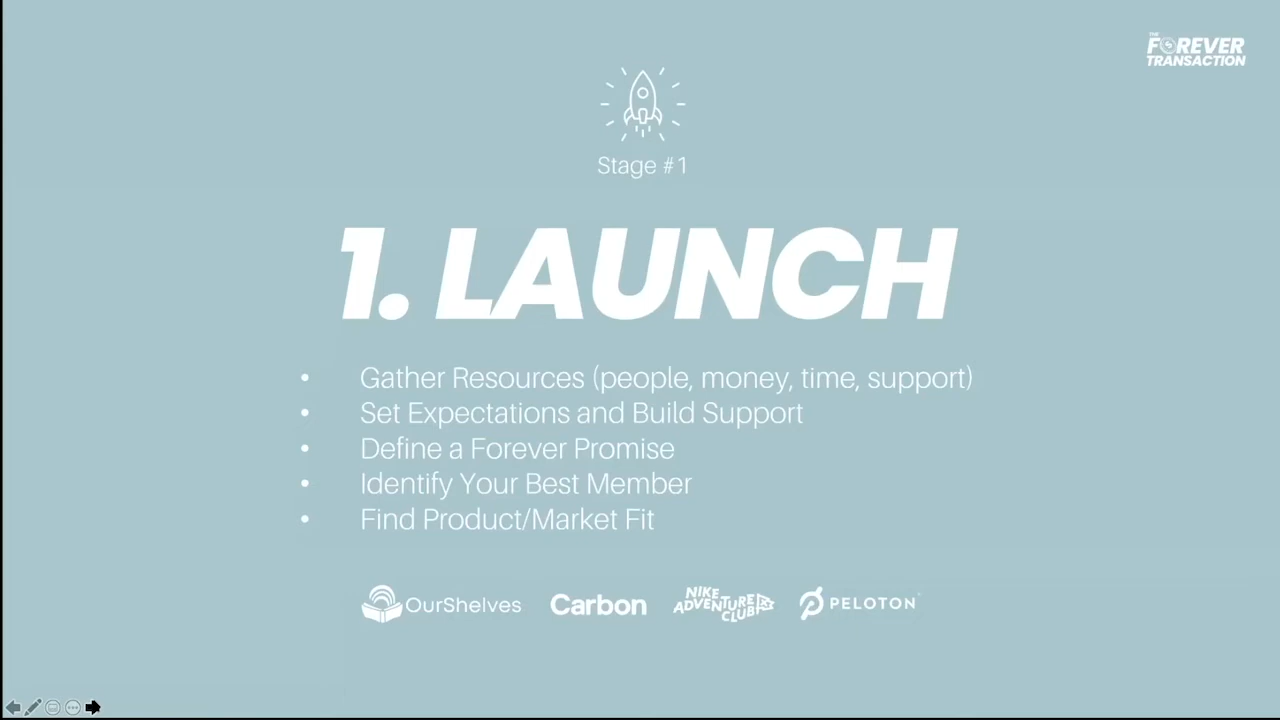 THE
FOREVER
TRANSACTION
Stage #1
1. LAUNCH
• Gather Resources (people, money, time, support)
• Set Expectations and Build Support
• Define a Forever Promise
• Identify Your Best Member
• Find Product/Market Fit
OurShelves Carbon NIKE ADVENTURE CLUB PELOTON